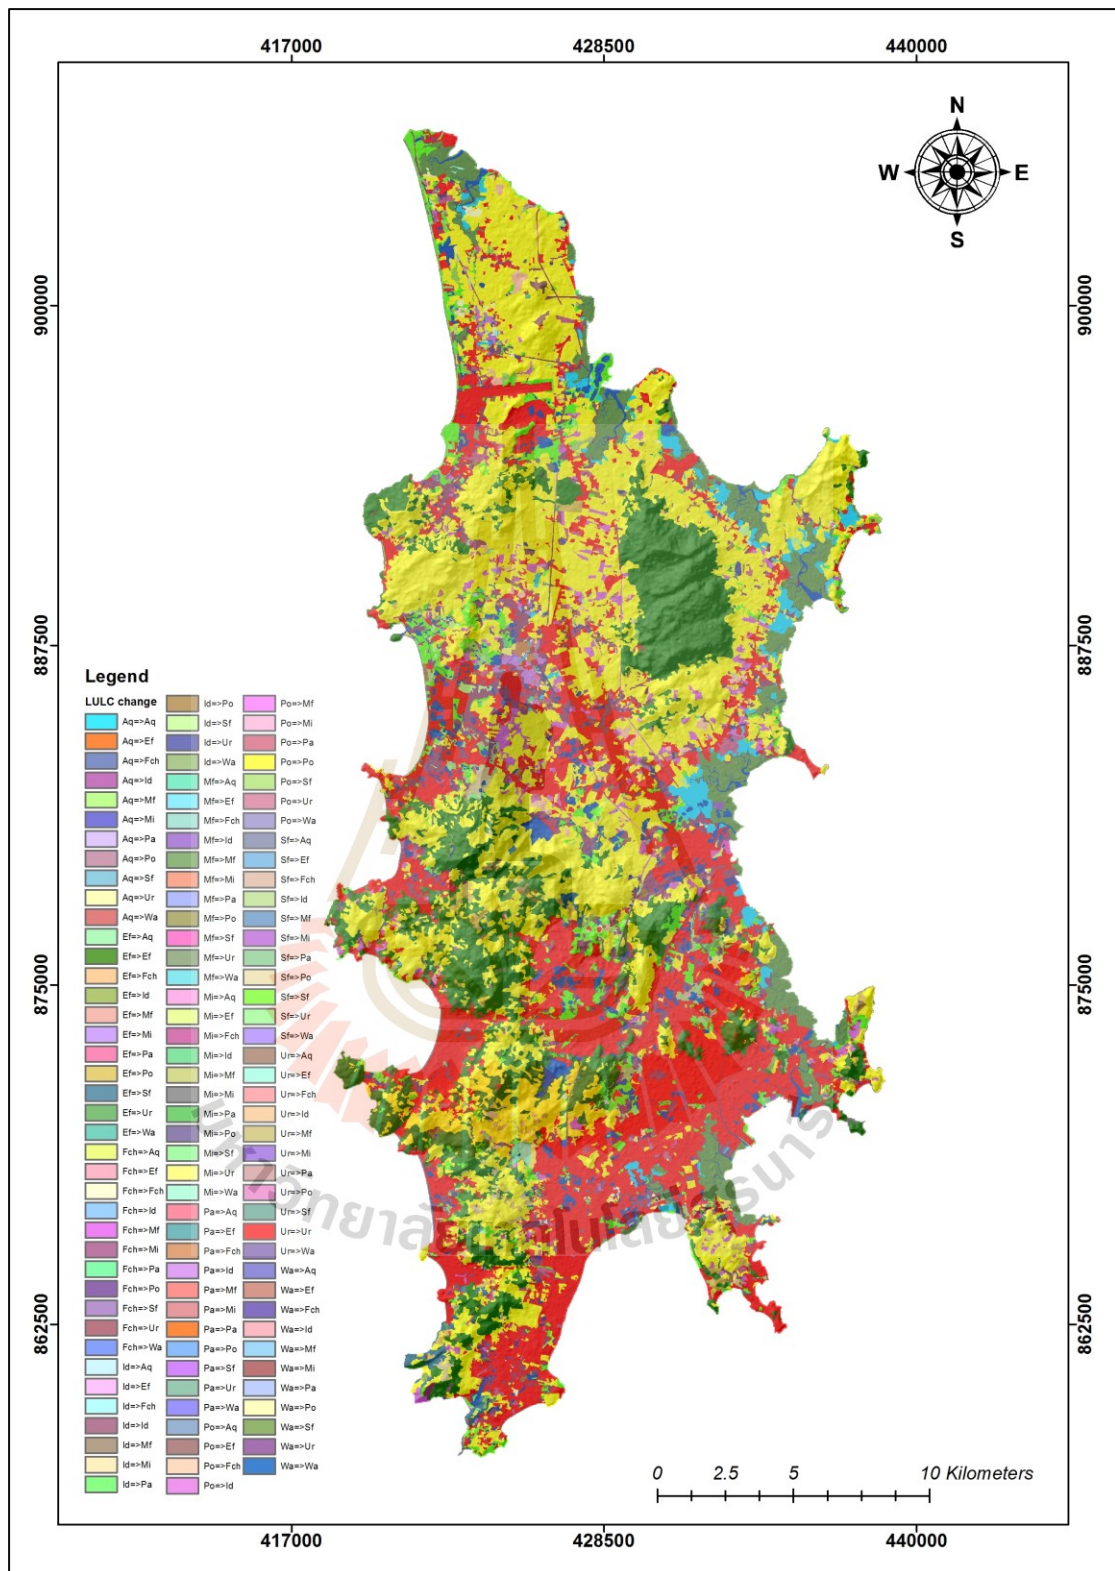 417000 428500 440000
N
W E
S
900000 900000
887500 887500
875000 875000
862500 862500
Legend
LULC change
Aq=>Aq
Aq=>Ef
Aq=>Fch
Aq=>Id
Aq=>Mf
Aq=>Mi
Aq=>Pa
Aq=>Po
Aq=>Sf
Aq=>Ur
Aq=>Wa
Ef=>Aq
Ef=>Ef
Ef=>Fch
Ef=>Id
Ef=>Mf
Ef=>Mi
Ef=>Pa
Ef=>Po
Ef=>Sf
Ef=>Ur
Ef=>Wa
Fch=>Aq
Fch=>Ef
Fch=>Fch
Fch=>Id
Fch=>Mf
Fch=>Mi
Fch=>Pa
Fch=>Po
Fch=>Sf
Fch=>Ur
Fch=>Wa
Id=>Aq
Id=>Ef
Id=>Fch
Id=>Id
Id=>Mf
Id=>Mi
Id=>Pa
Id=>Po
Id=>Sf
Id=>Ur
Id=>Wa
Mf=>Aq
Mf=>Ef
Mf=>Fch
Mf=>Id
Mf=>Mf
Mf=>Mi
Mf=>Pa
Mf=>Po
Mf=>Sf
Mf=>Ur
Mf=>Wa
Mi=>Aq
Mi=>Ef
Mi=>Fch
Mi=>Id
Mi=>Mf
Mi=>Mi
Mi=>Pa
Mi=>Po
Mi=>Sf
Mi=>Ur
Mi=>Wa
Pa=>Aq
Pa=>Ef
Pa=>Fch
Pa=>Id
Pa=>Mf
Pa=>Mi
Pa=>Pa
Pa=>Po
Pa=>Sf
Pa=>Ur
Pa=>Wa
Po=>Aq
Po=>Ef
Po=>Fch
Po=>Id
Po=>Mf
Po=>Mi
Po=>Pa
Po=>Po
Po=>Sf
Po=>Ur
Po=>Wa
Sf=>Aq
Sf=>Ef
Sf=>Fch
Sf=>Id
Sf=>Mf
Sf=>Mi
Sf=>Pa
Sf=>Po
Sf=>Sf
Sf=>Ur
Sf=>Wa
Ur=>Aq
Ur=>Ef
Ur=>Fch
Ur=>Id
Ur=>Mf
Ur=>Mi
Ur=>Pa
Ur=>Po
Ur=>Sf
Ur=>Ur
Ur=>Wa
Wa=>Aq
Wa=>Ef
Wa=>Fch
Wa=>Id
Wa=>Mf
Wa=>Mi
Wa=>Pa
Wa=>Po
Wa=>Sf
Wa=>Ur
Wa=>Wa
0 2.5 5 10 Kilometers
417000 428500 440000